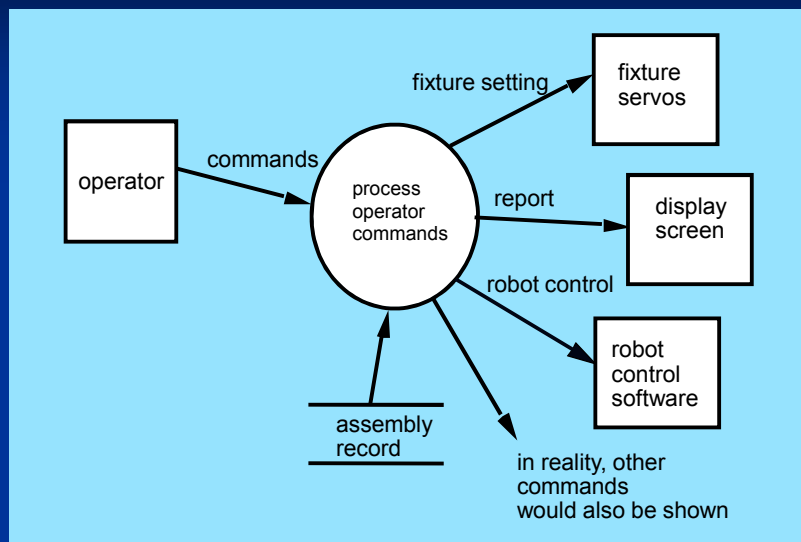 operator
commands
process
operator
commands
fixture setting
fixture
servos
report
display
screen
robot control
robot
control
software
assembly
record
in reality, other
commands
would also be shown